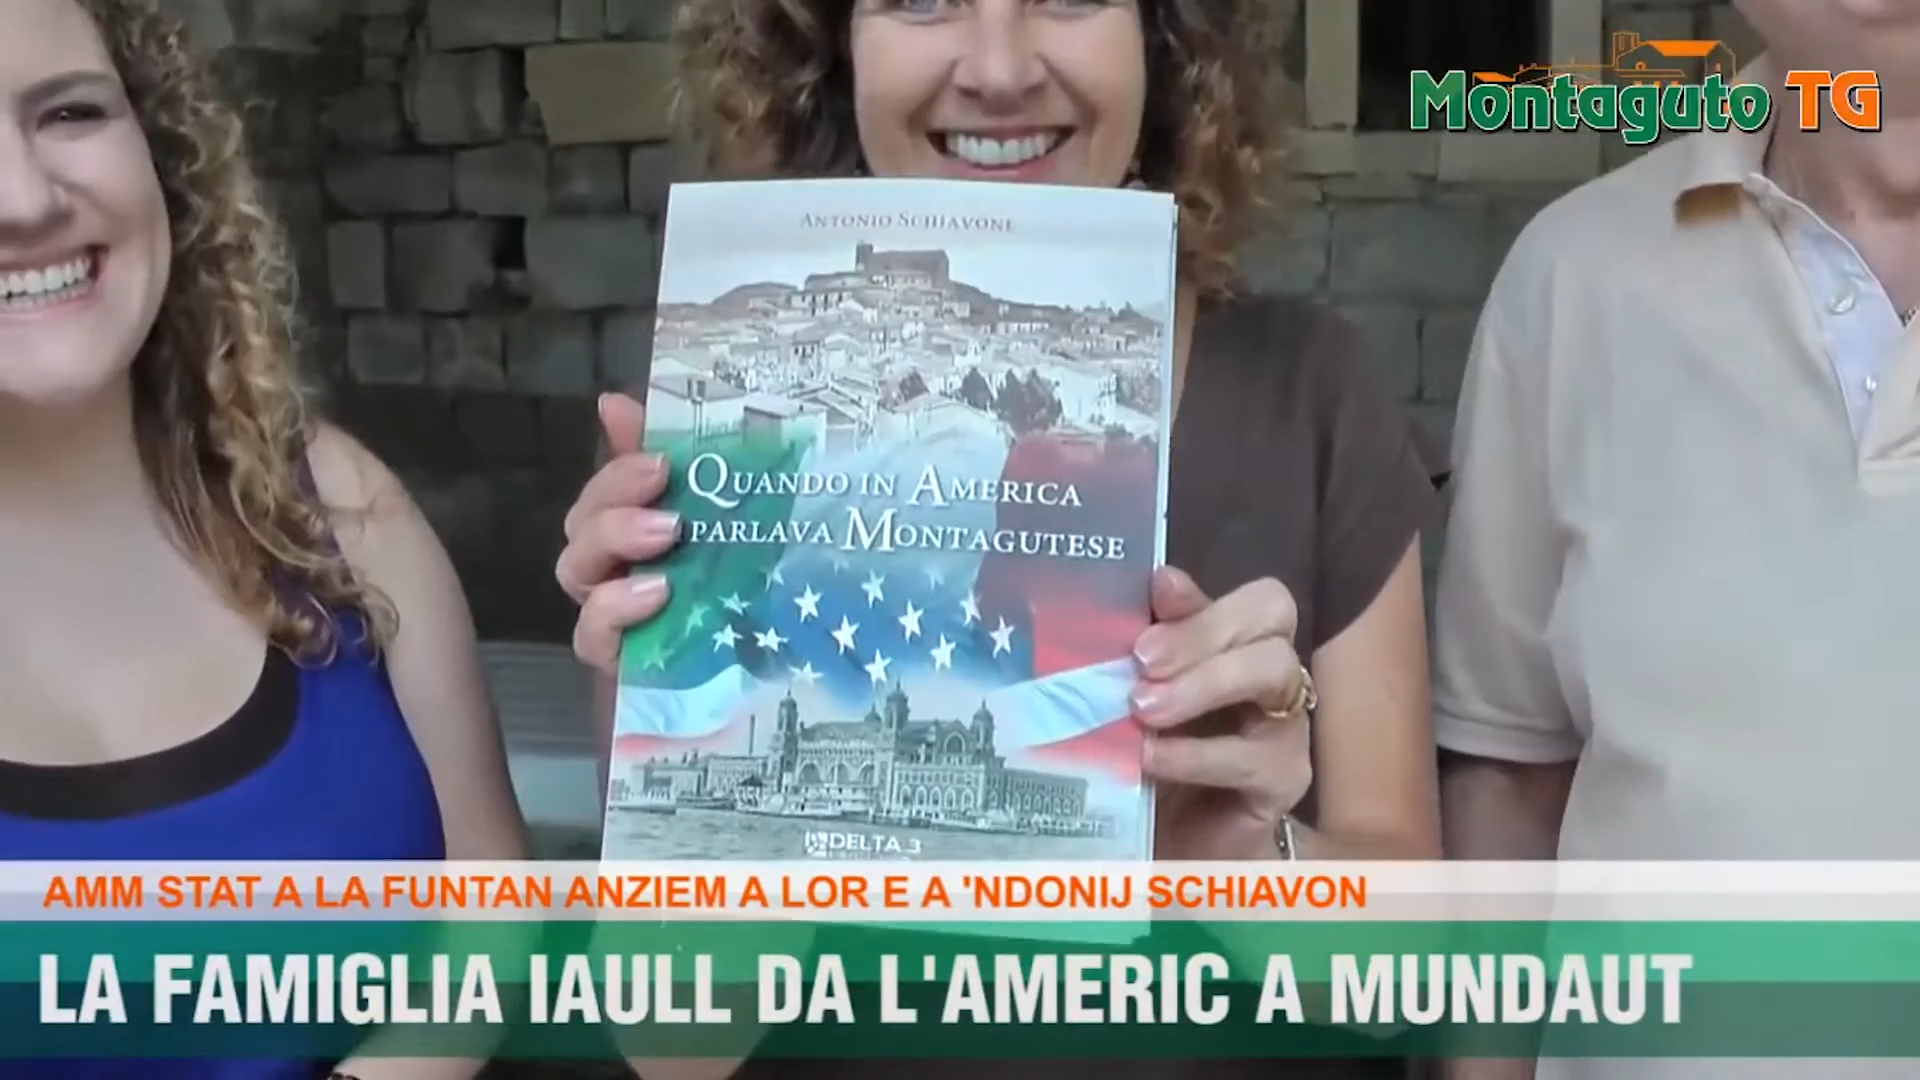 Montaguto TG
ANTONIO SCHIAVONE
QUANDO IN AMERICA
PARLAVA MONTAGUTESE
DELTA 3
AMM STAT A LA FUNTAN ANZIEM A LOR E A 'NDONIJ SCHIAVON
LA FAMIGLIA IAULL DA L'AMERIC A MUNDAUT